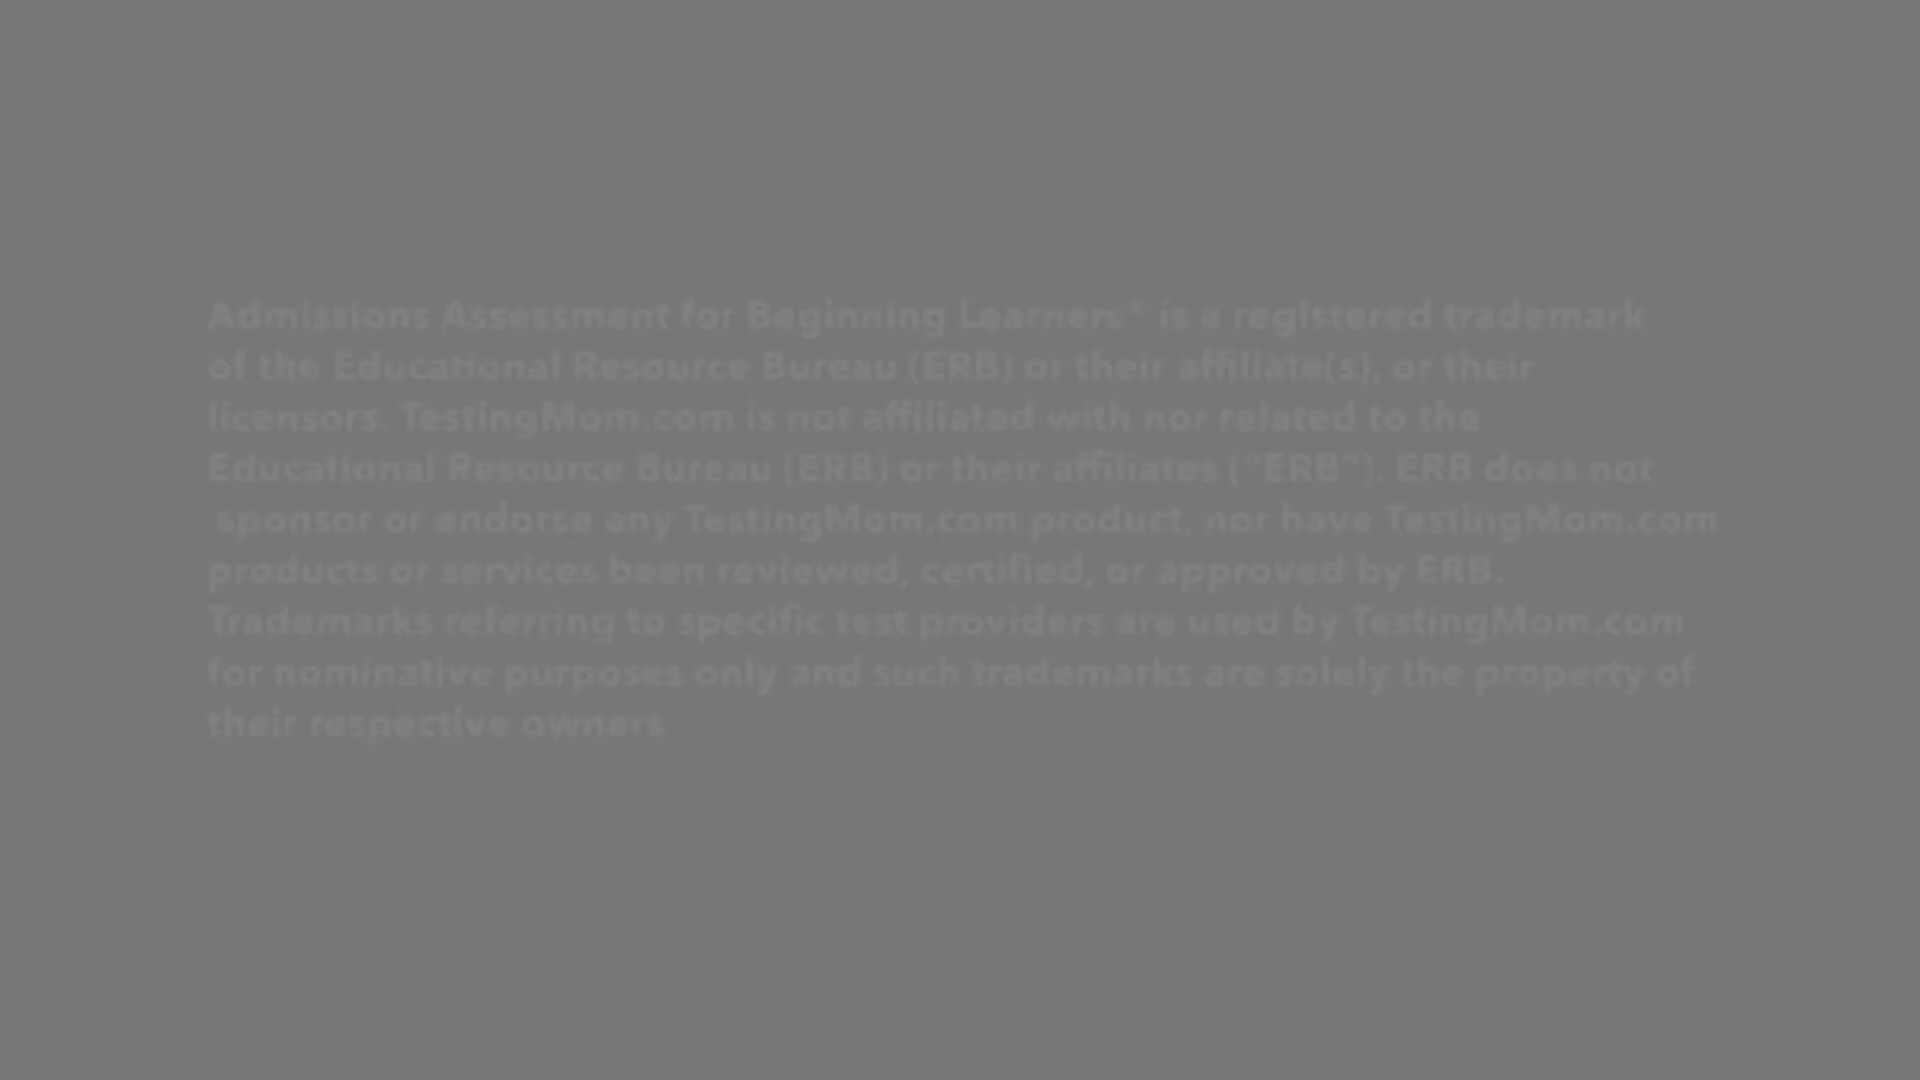 Admissions Assessment for Beginning Learners® is a registered trademark
of the Educational Resource Bureau (ERB) or their affiliate(s), or their
licensors. TestingMom.com is not affiliated with nor related to the
Educational Resource Bureau (ERB) or their affiliates ("ERB"). ERB does not
sponsor or endorse any TestingMom.com product, nor have TestingMom.com
products or services been reviewed, certified, or approved by ERB.
Trademarks referring to specific test providers are used by TestingMom.com
for nominative purposes only and such trademarks are solely the property of
their respective owners